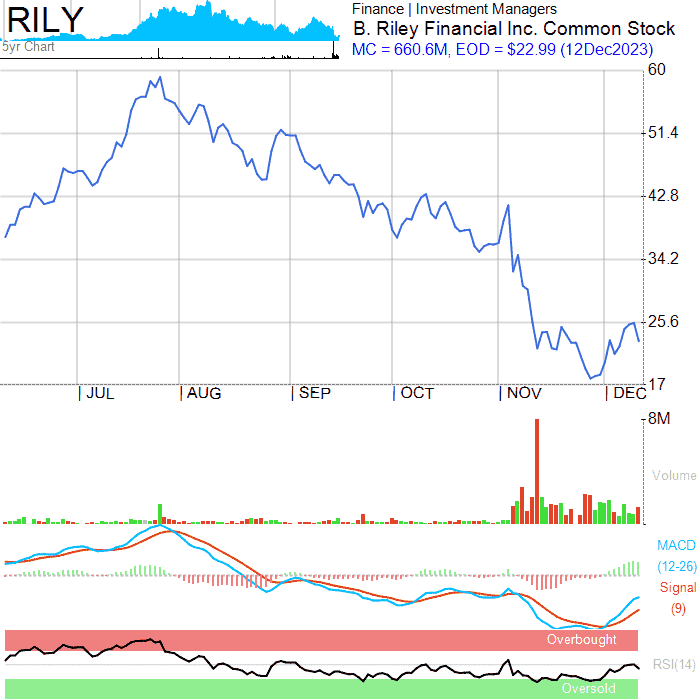 RILY
5yr Chart
Finance | Investment Managers
B. Riley Financial Inc. Common Stock
MC = 660.6M, EOD = $22.99 (12Dec2023)
60
51.4
42.8
34.2
25.6
17
JUL AUG SEP OCT NOV DEC
8M
Volume
MACD
(12-26)
Signal
(9)
Overbought
RSI(14)
Oversold